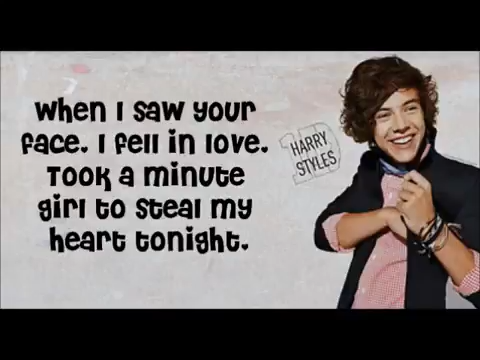 When I saw your
face, I fell in love.
Took a minute
girl to steal my
heart tonight.
1D
HARRY
STYLES